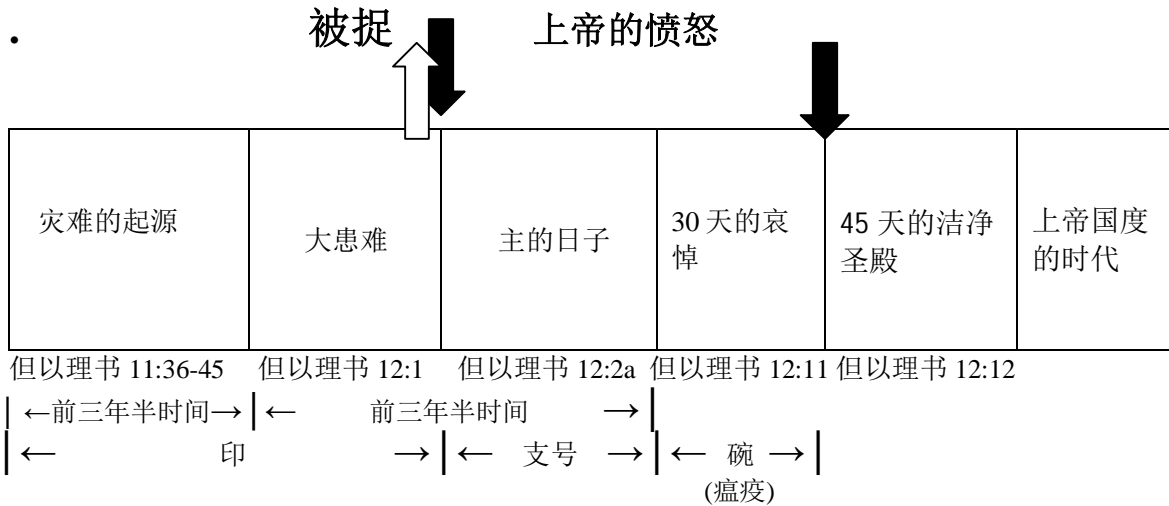 . 被捉 上帝的愤怒
灾难的起源
大患难
主的日子
30 天的哀
悼
45 天的洁净
圣殿
上帝国度
的时代
但以理书 11:36-45 但以理书 12:1 但以理书 12:2a 但以理书 12:11 但以理书 12:12
| ←前三年半时间→ | ← 前三年半时间 → |
| ← 印 → | ← 支号 → | ← 碗 → |
(瘟疫)